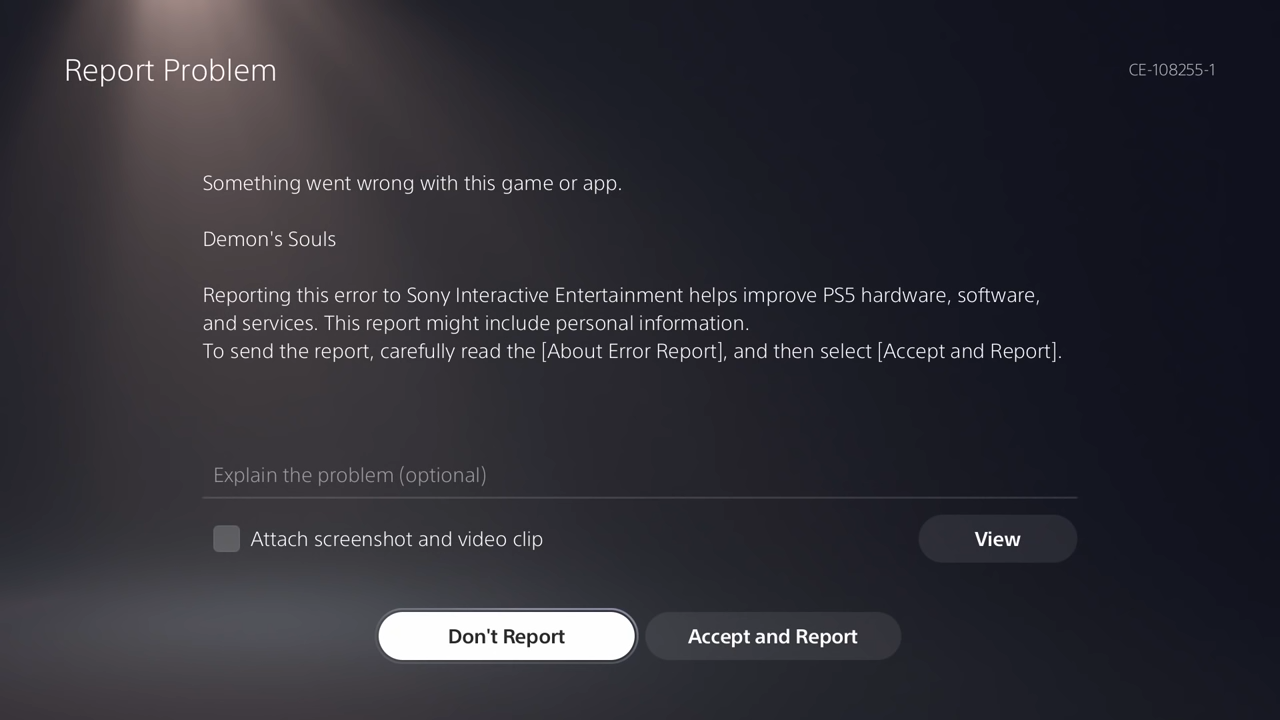 Report Problem
CE-108255-1
Something went wrong with this game or app.
Demon's Souls
Reporting this error to Sony Interactive Entertainment helps improve PS5 hardware, software,
and services. This report might include personal information.
To send the report, carefully read the [About Error Report], and then select [Accept and Report].
Explain the problem (optional)
Attach screenshot and video clip
View
Don't Report
Accept and Report